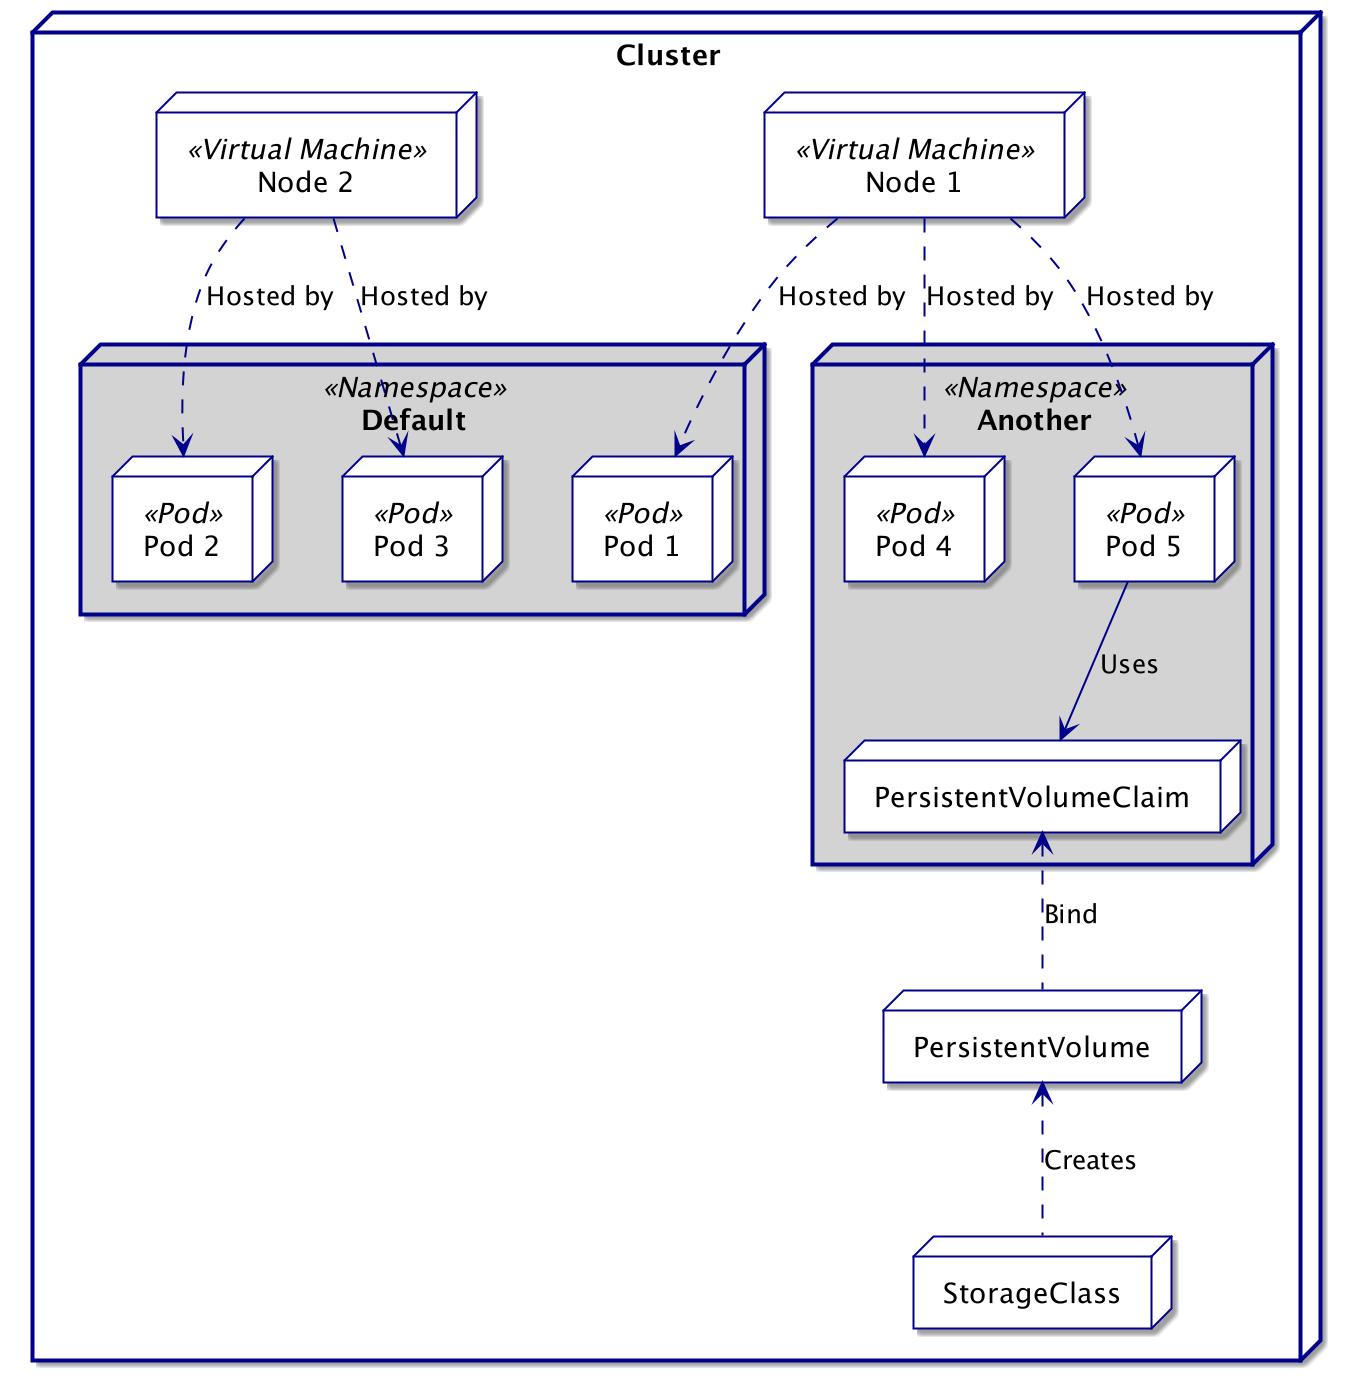 Cluster
«Virtual Machine»
Node 2
«Virtual Machine»
Node 1
Hosted by
Hosted by
Hosted by
Hosted by
Hosted by
«Namespace»
Default
«Namespace»
Another
«Pod»
Pod 2
«Pod»
Pod 3
«Pod»
Pod 1
«Pod»
Pod 4
«Pod»
Pod 5
Uses
PersistentVolumeClaim
Bind
PersistentVolume
Creates
StorageClass